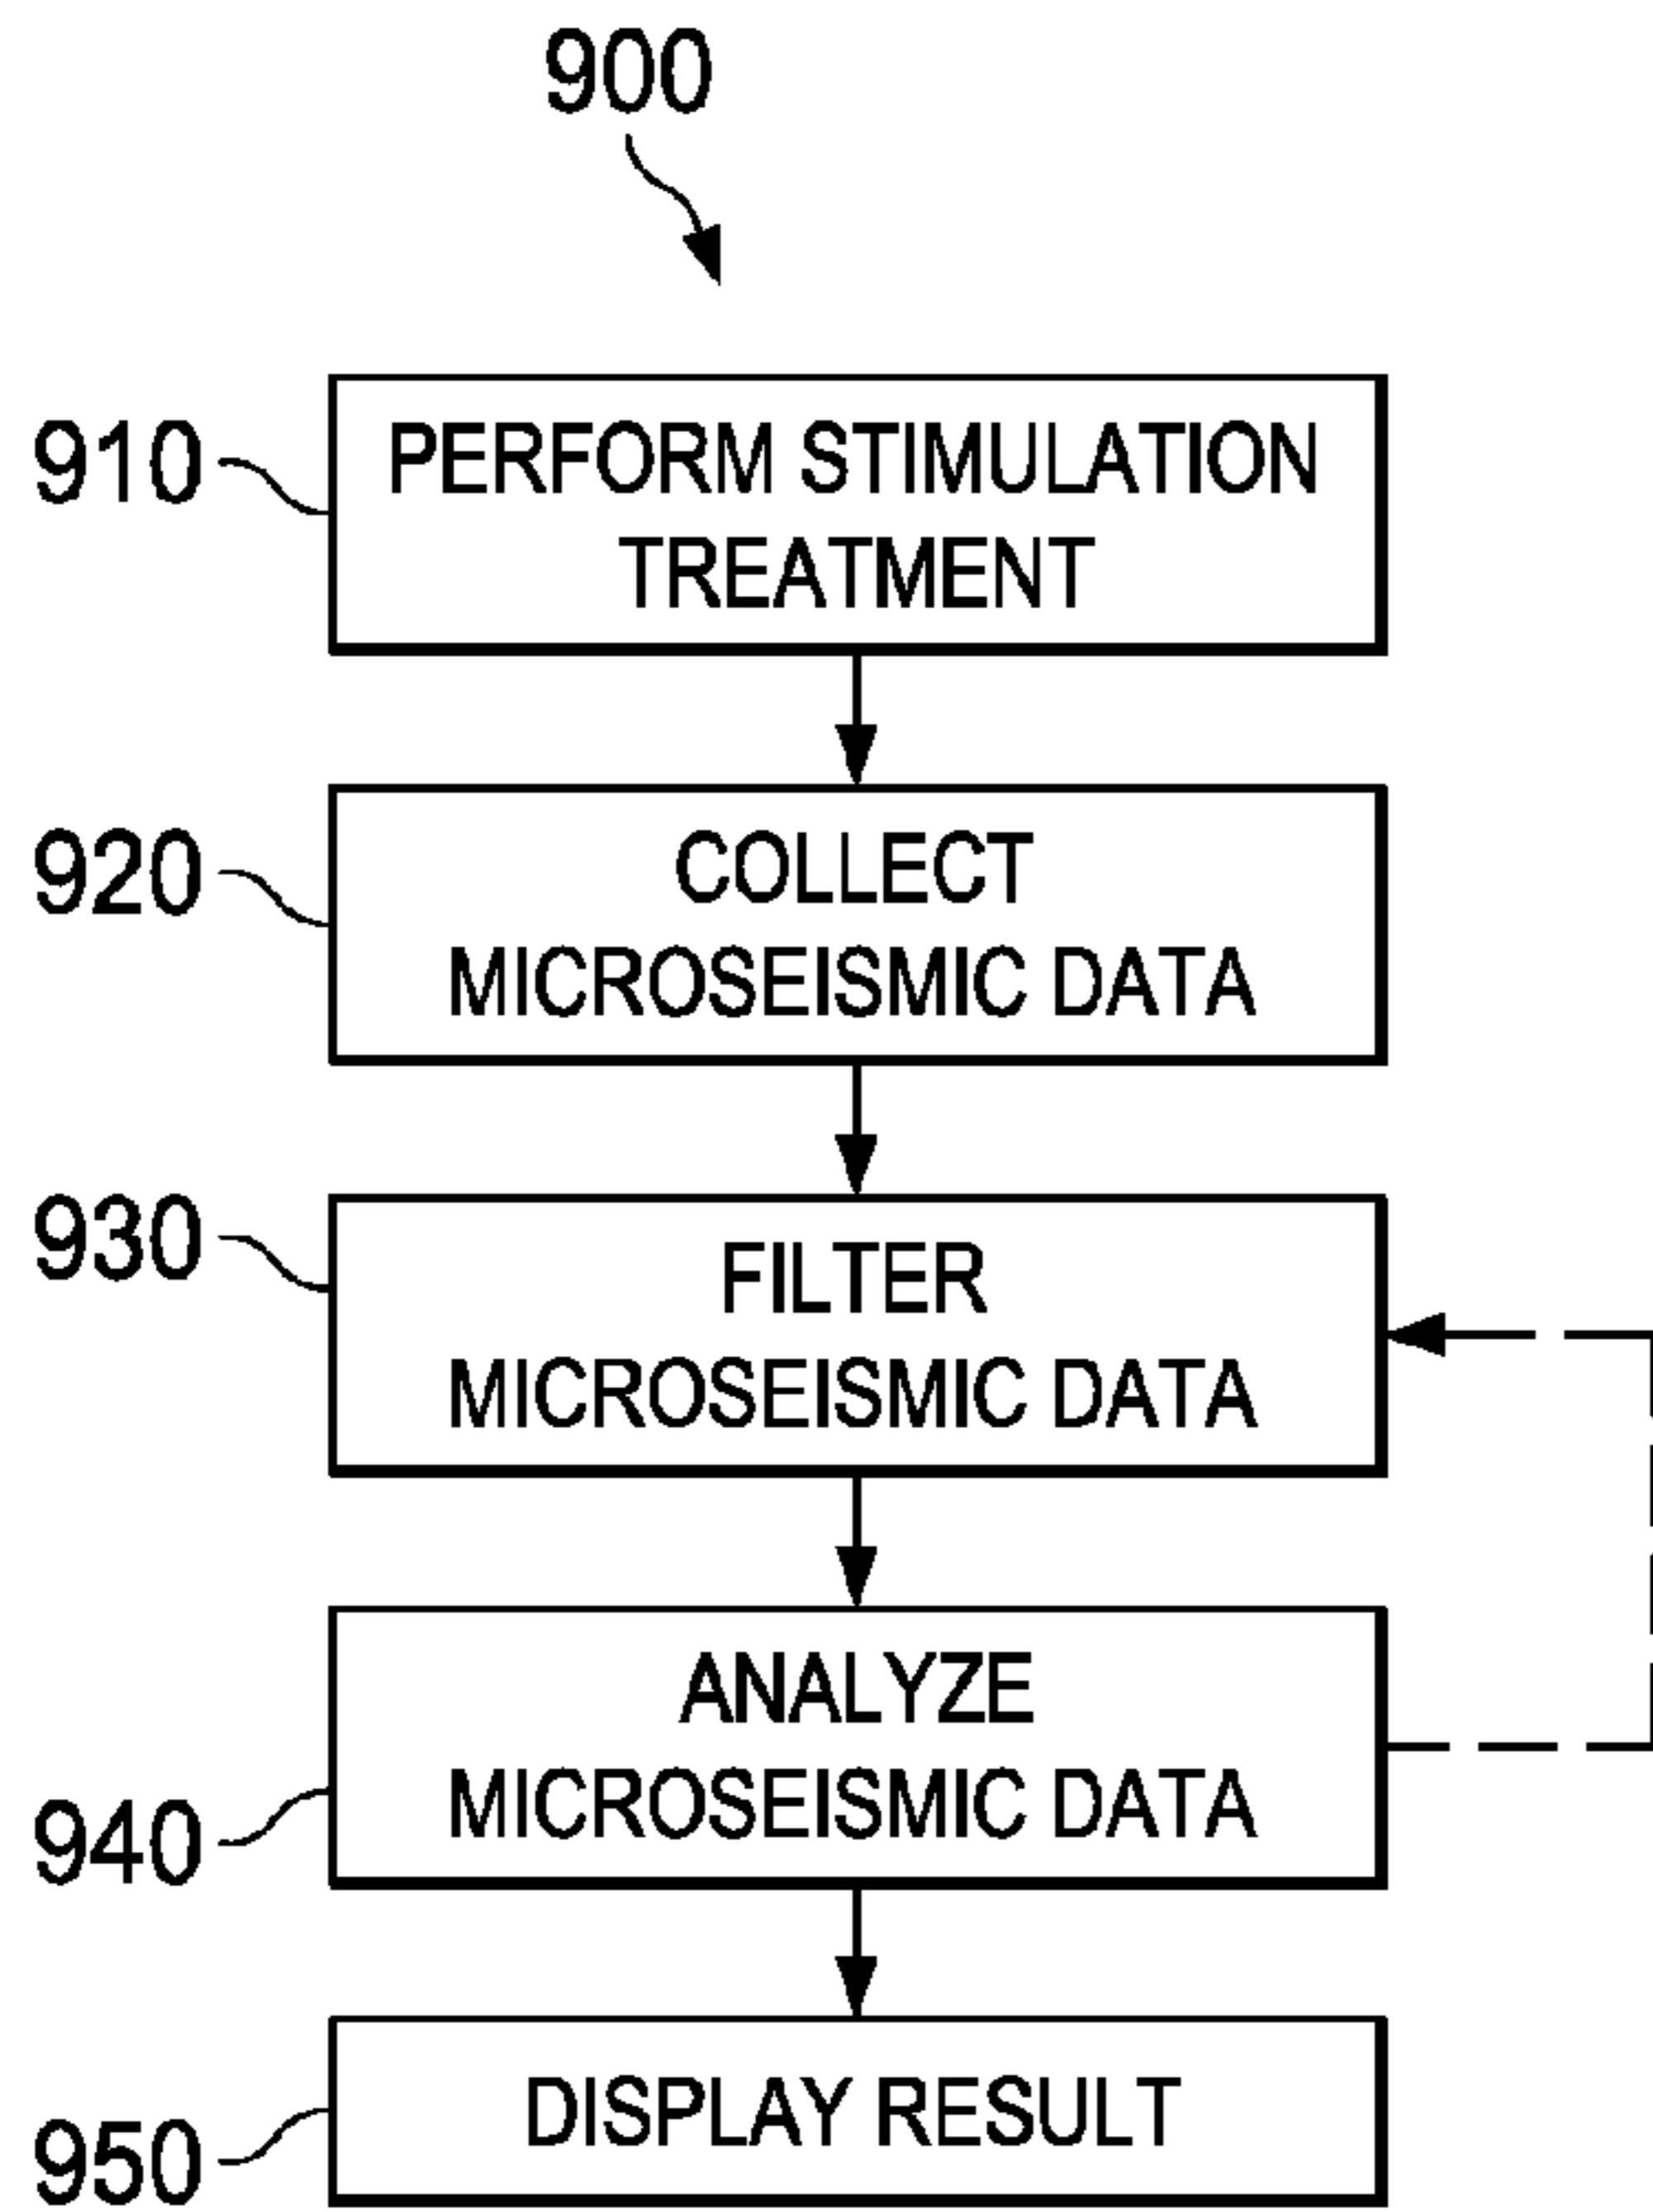 900
910
PERFORM STIMULATION
TREATMENT
920
COLLECT
MICROSEISMIC DATA
930
FILTER
MICROSEISMIC DATA
940
ANALYZE
MICROSEISMIC DATA
950
DISPLAY RESULT